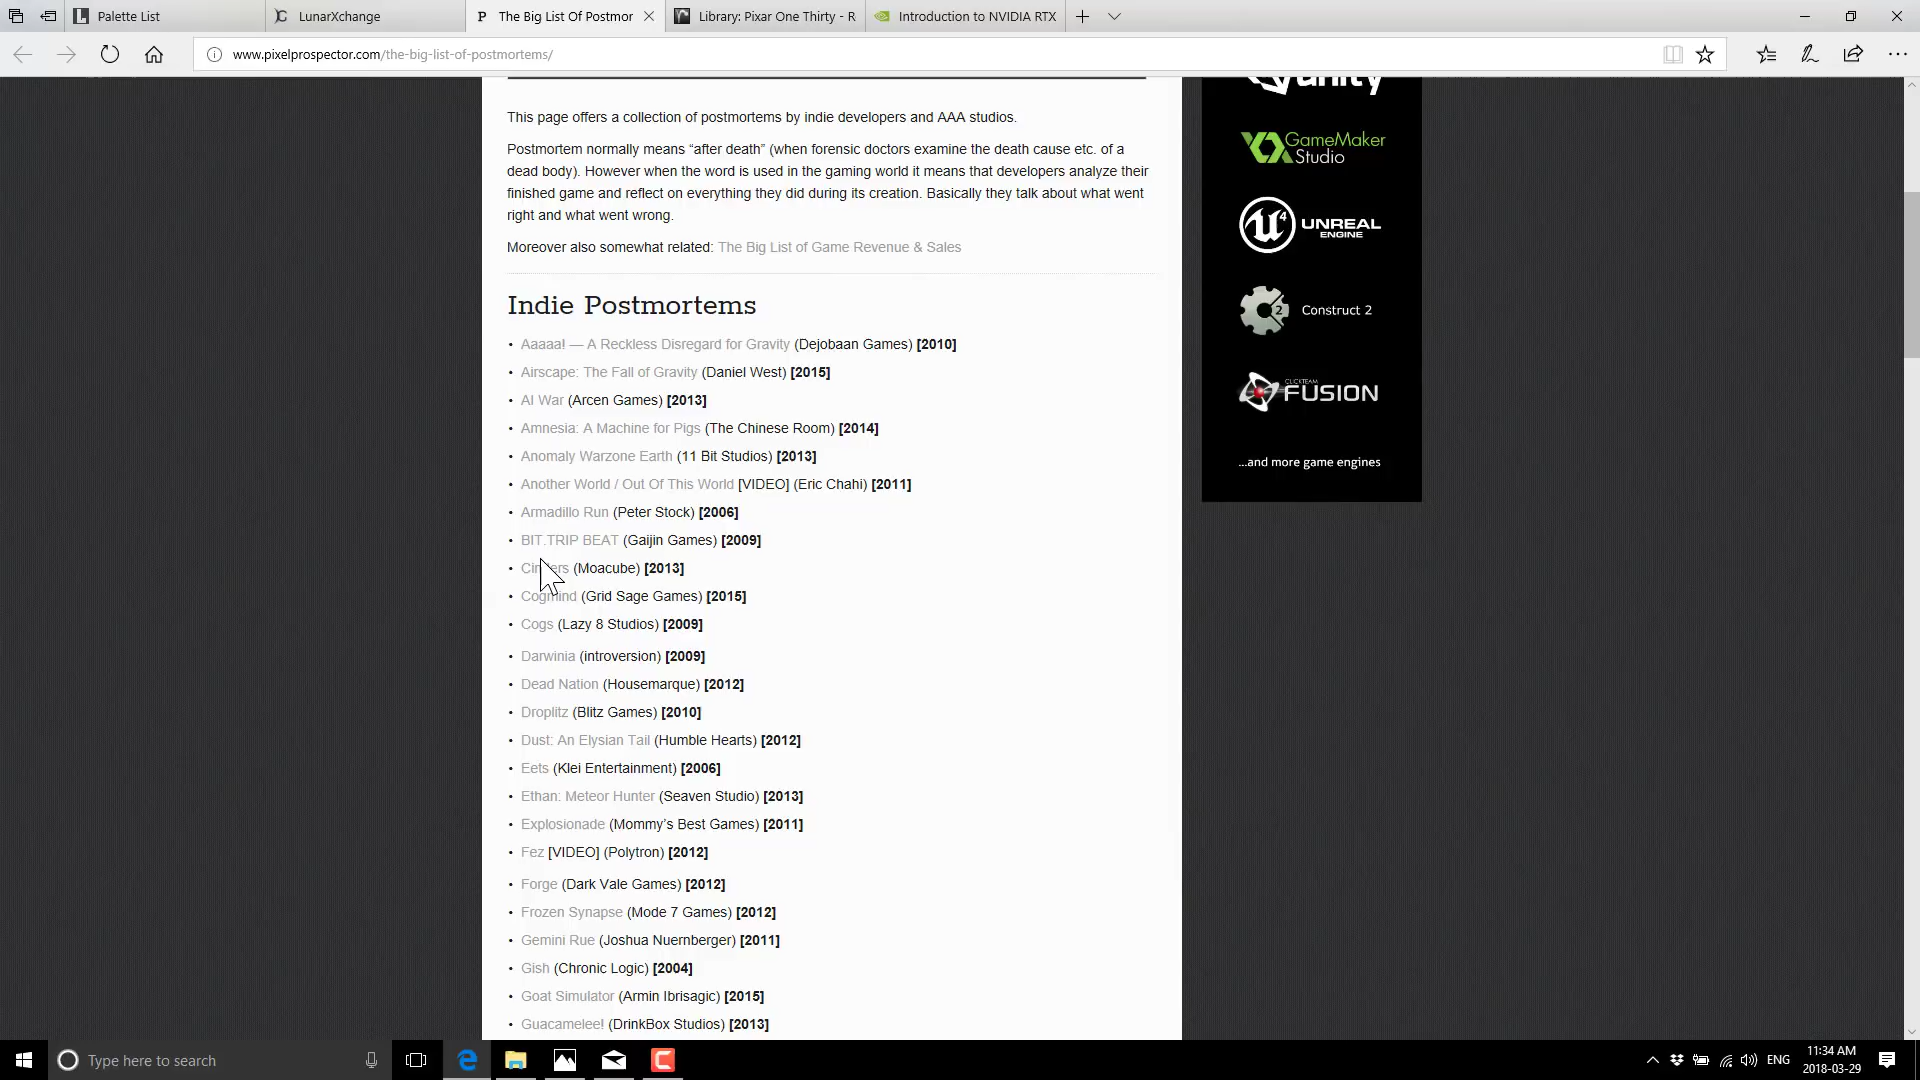 Palette List
LunarXchange
The Big List Of Postmor
Library: Pixar One Thirty - R
Introduction to NVIDIA RTX
www.pixelprospector.com/the-big-list-of-postmortems/
This page offers a collection of postmortems by indie developers and AAA studios.
Postmortem normally means “after death” (when forensic doctors examine the death cause etc. of a
dead body). However when the word is used in the gaming world it means that developers analyze their
finished game and reflect on everything they did during its creation. Basically they talk about what went
right and what went wrong.
Moreover also somewhat related: The Big List of Game Revenue & Sales
Indie Postmortems
• Aaaaa! — A Reckless Disregard for Gravity (Dejobaan Games) [2010]
• Airscape: The Fall of Gravity (Daniel West) [2015]
• AI War (Arcen Games) [2013]
• Amnesia: A Machine for Pigs (The Chinese Room) [2014]
• Anomaly Warzone Earth (11 Bit Studios) [2013]
• Another World / Out Of This World [VIDEO] (Eric Chahi) [2011]
• Armadillo Run (Peter Stock) [2006]
• BIT.TRIP BEAT (Gaijin Games) [2009]
• Cinders (Moacube) [2013]
• Cogmind (Grid Sage Games) [2015]
• Cogs (Lazy 8 Studios) [2009]
• Darwinia (introversion) [2009]
• Dead Nation (Housemarque) [2012]
• Droplitz (Blitz Games) [2010]
• Dust: An Elysian Tail (Humble Hearts) [2012]
• Eets (Klei Entertainment) [2006]
• Ethan: Meteor Hunter (Seaven Studio) [2013]
• Explosionade (Mommy’s Best Games) [2011]
• Fez [VIDEO] (Polytron) [2012]
• Forge (Dark Vale Games) [2012]
• Frozen Synapse (Mode 7 Games) [2012]
• Gemini Rue (Joshua Nuernberger) [2011]
• Gish (Chronic Logic) [2004]
• Goat Simulator (Armin Ibrisagic) [2015]
• Guacamelee! (DrinkBox Studios) [2013]
unity
GameMaker
Studio
UNREAL
ENGINE
Construct 2
CLICKTEAM
FUSION
...and more game engines
Type here to search
ENG
11:34 AM
2018-03-29